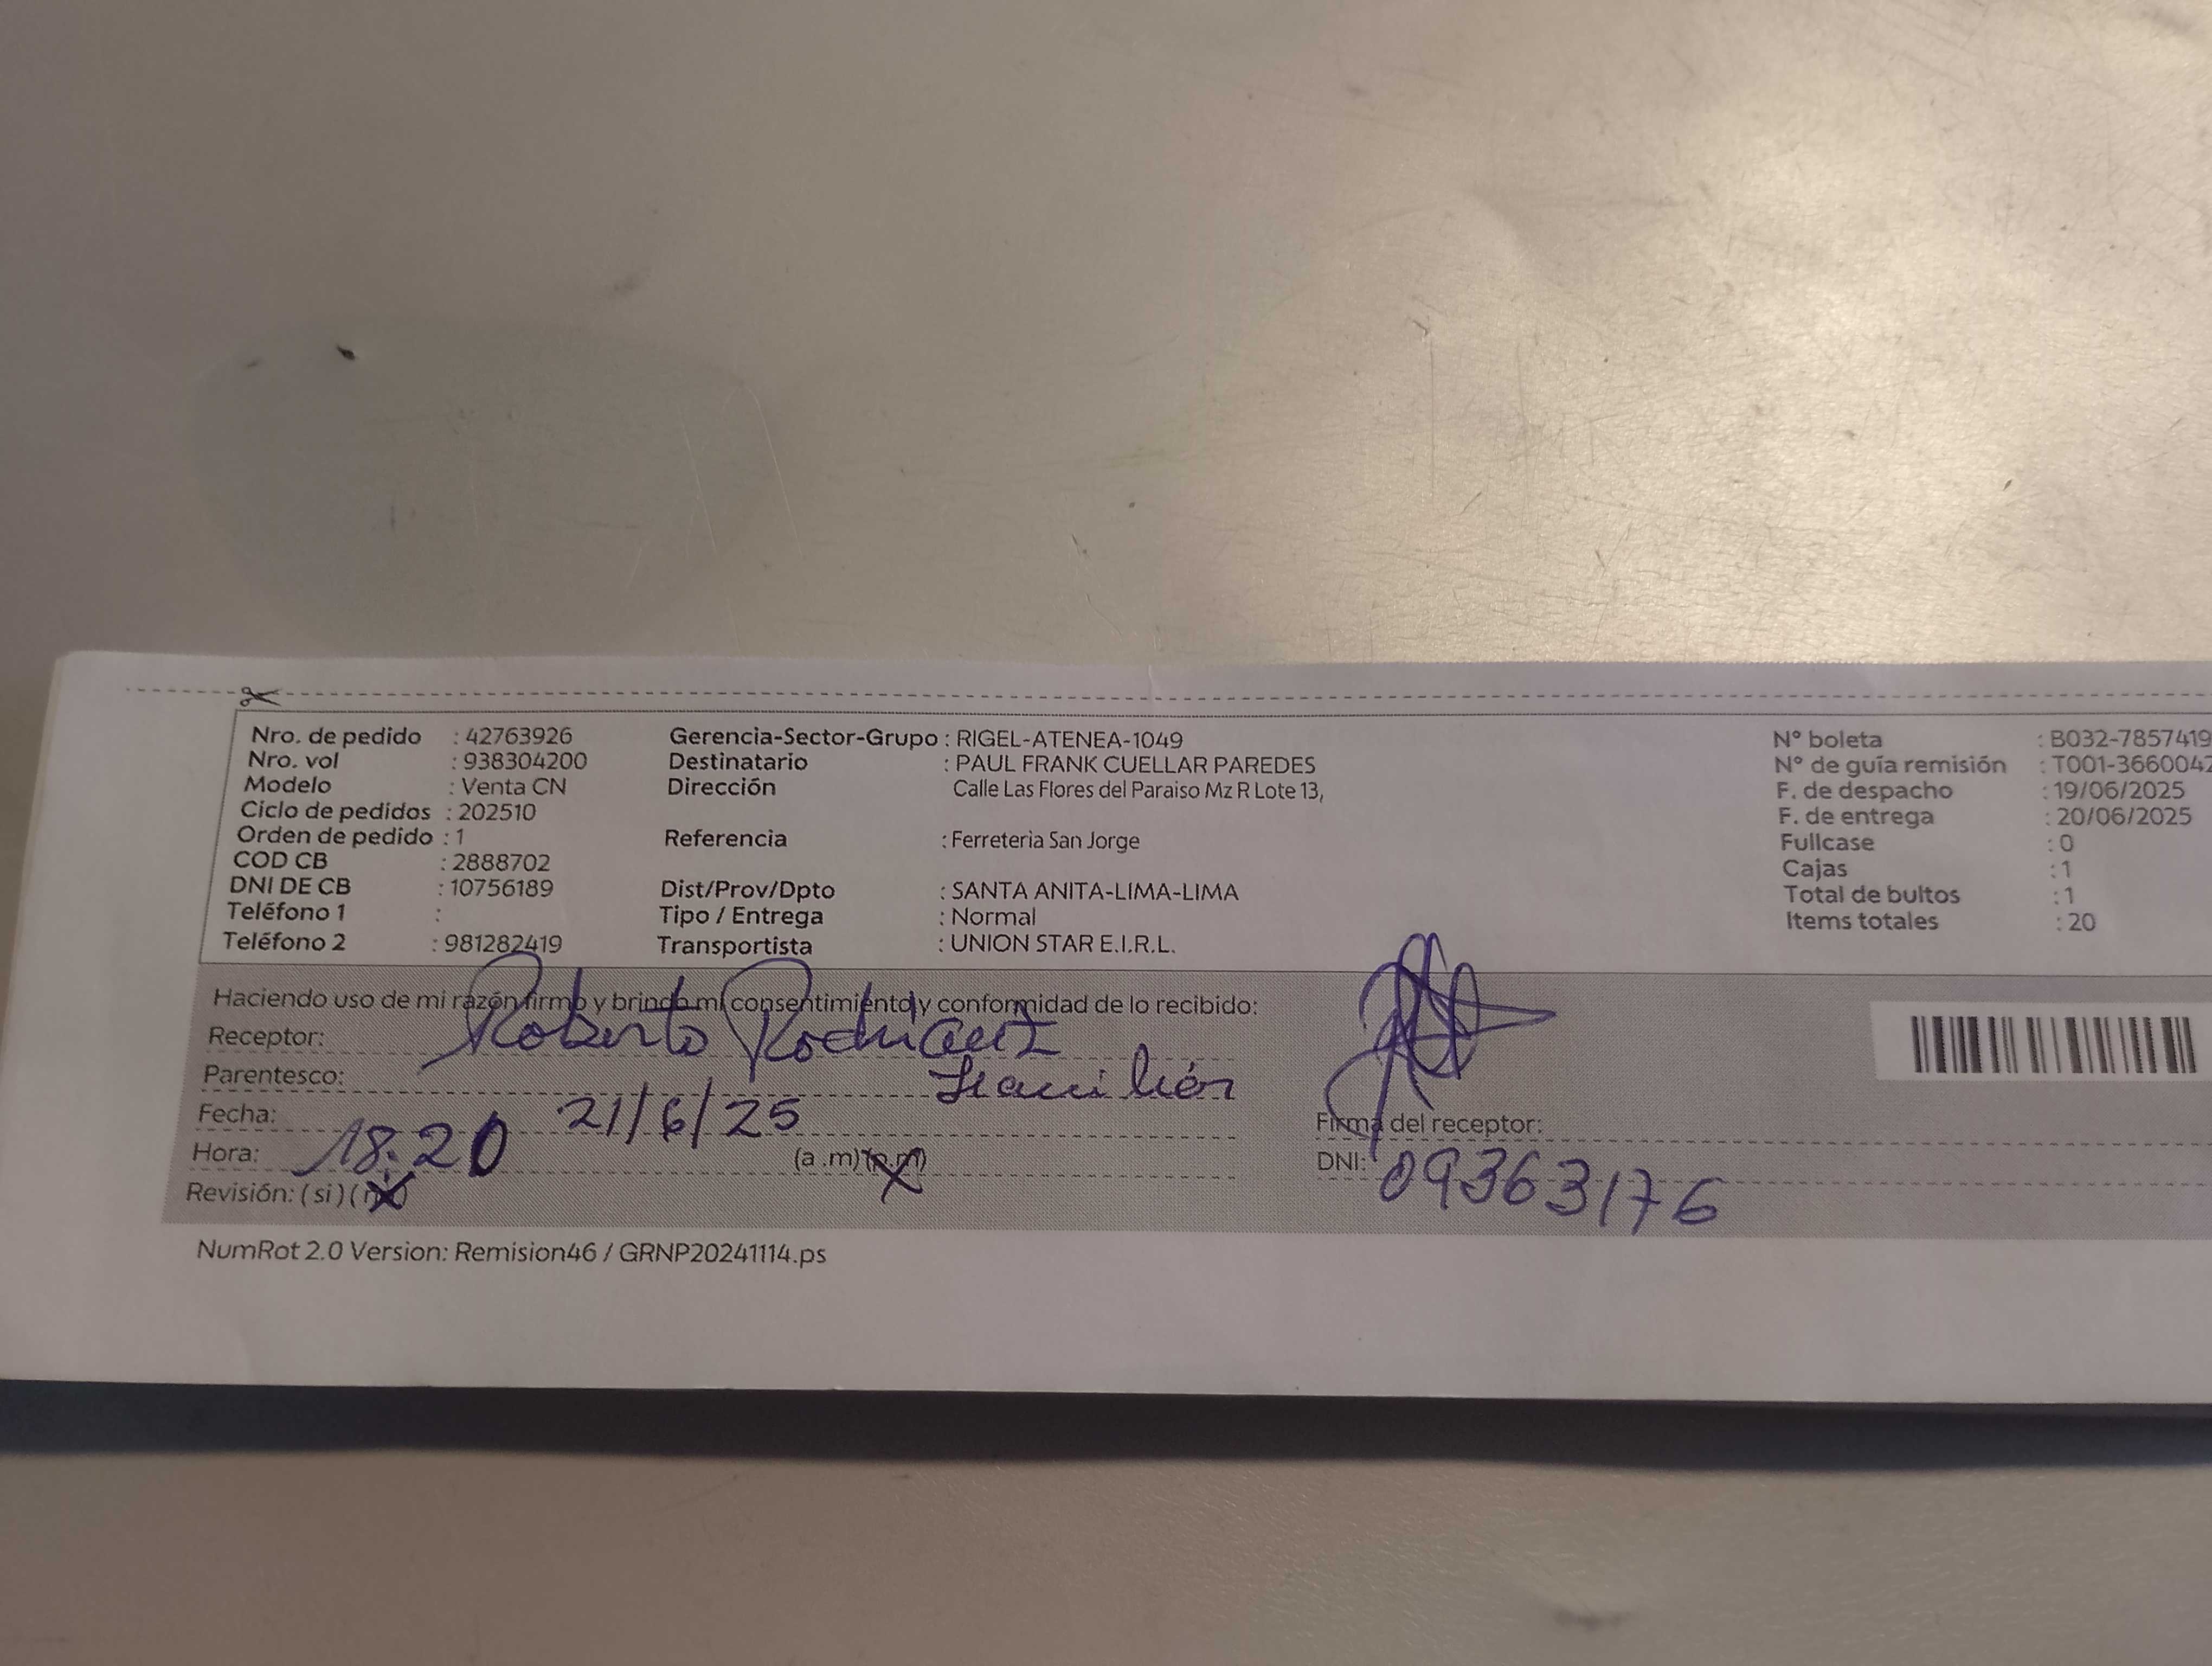 Nro. de pedido : 42763926 Gerencia-Sector-Grupo : RIGEL-ATENEA-1049 N° boleta : B032-7857419
Nro. vol : 938304200 Destinatario : PAUL FRANK CUELLAR PAREDES N° de guía remisión : T001-3660042
Modelo : Venta CN Dirección Calle Las Flores del Paraiso Mz R Lote 13, F. de despacho : 19/06/2025
Ciclo de pedidos : 202510 F. de entrega : 20/06/2025
Orden de pedido : 1 Referencia : Ferreteria San Jorge Fullcase : 0
COD CB : 2888702 Cajas : 1
DNI DE CB : 10756189 Dist/Prov/Dpto : SANTA ANITA-LIMA-LIMA Total de bultos : 1
Teléfono 1 : Tipo / Entrega : Normal Items totales : 20
Teléfono 2 : 981282419 Transportista : UNION STAR E.I.R.L.
Haciendo uso de mi razón firmo y brindo mi consentimiento y conformidad de lo recibido:
Receptor: Roberto Rodriguez
Parentesco: Familiar
Fecha: 21/6/25 Firma del receptor:
Hora: 18:20 (a .m) (p.m) DNI: 09363176
Revisión: ( si ) ( no )
NumRot 2.0 Version: Remision46 / GRNP20241114.ps